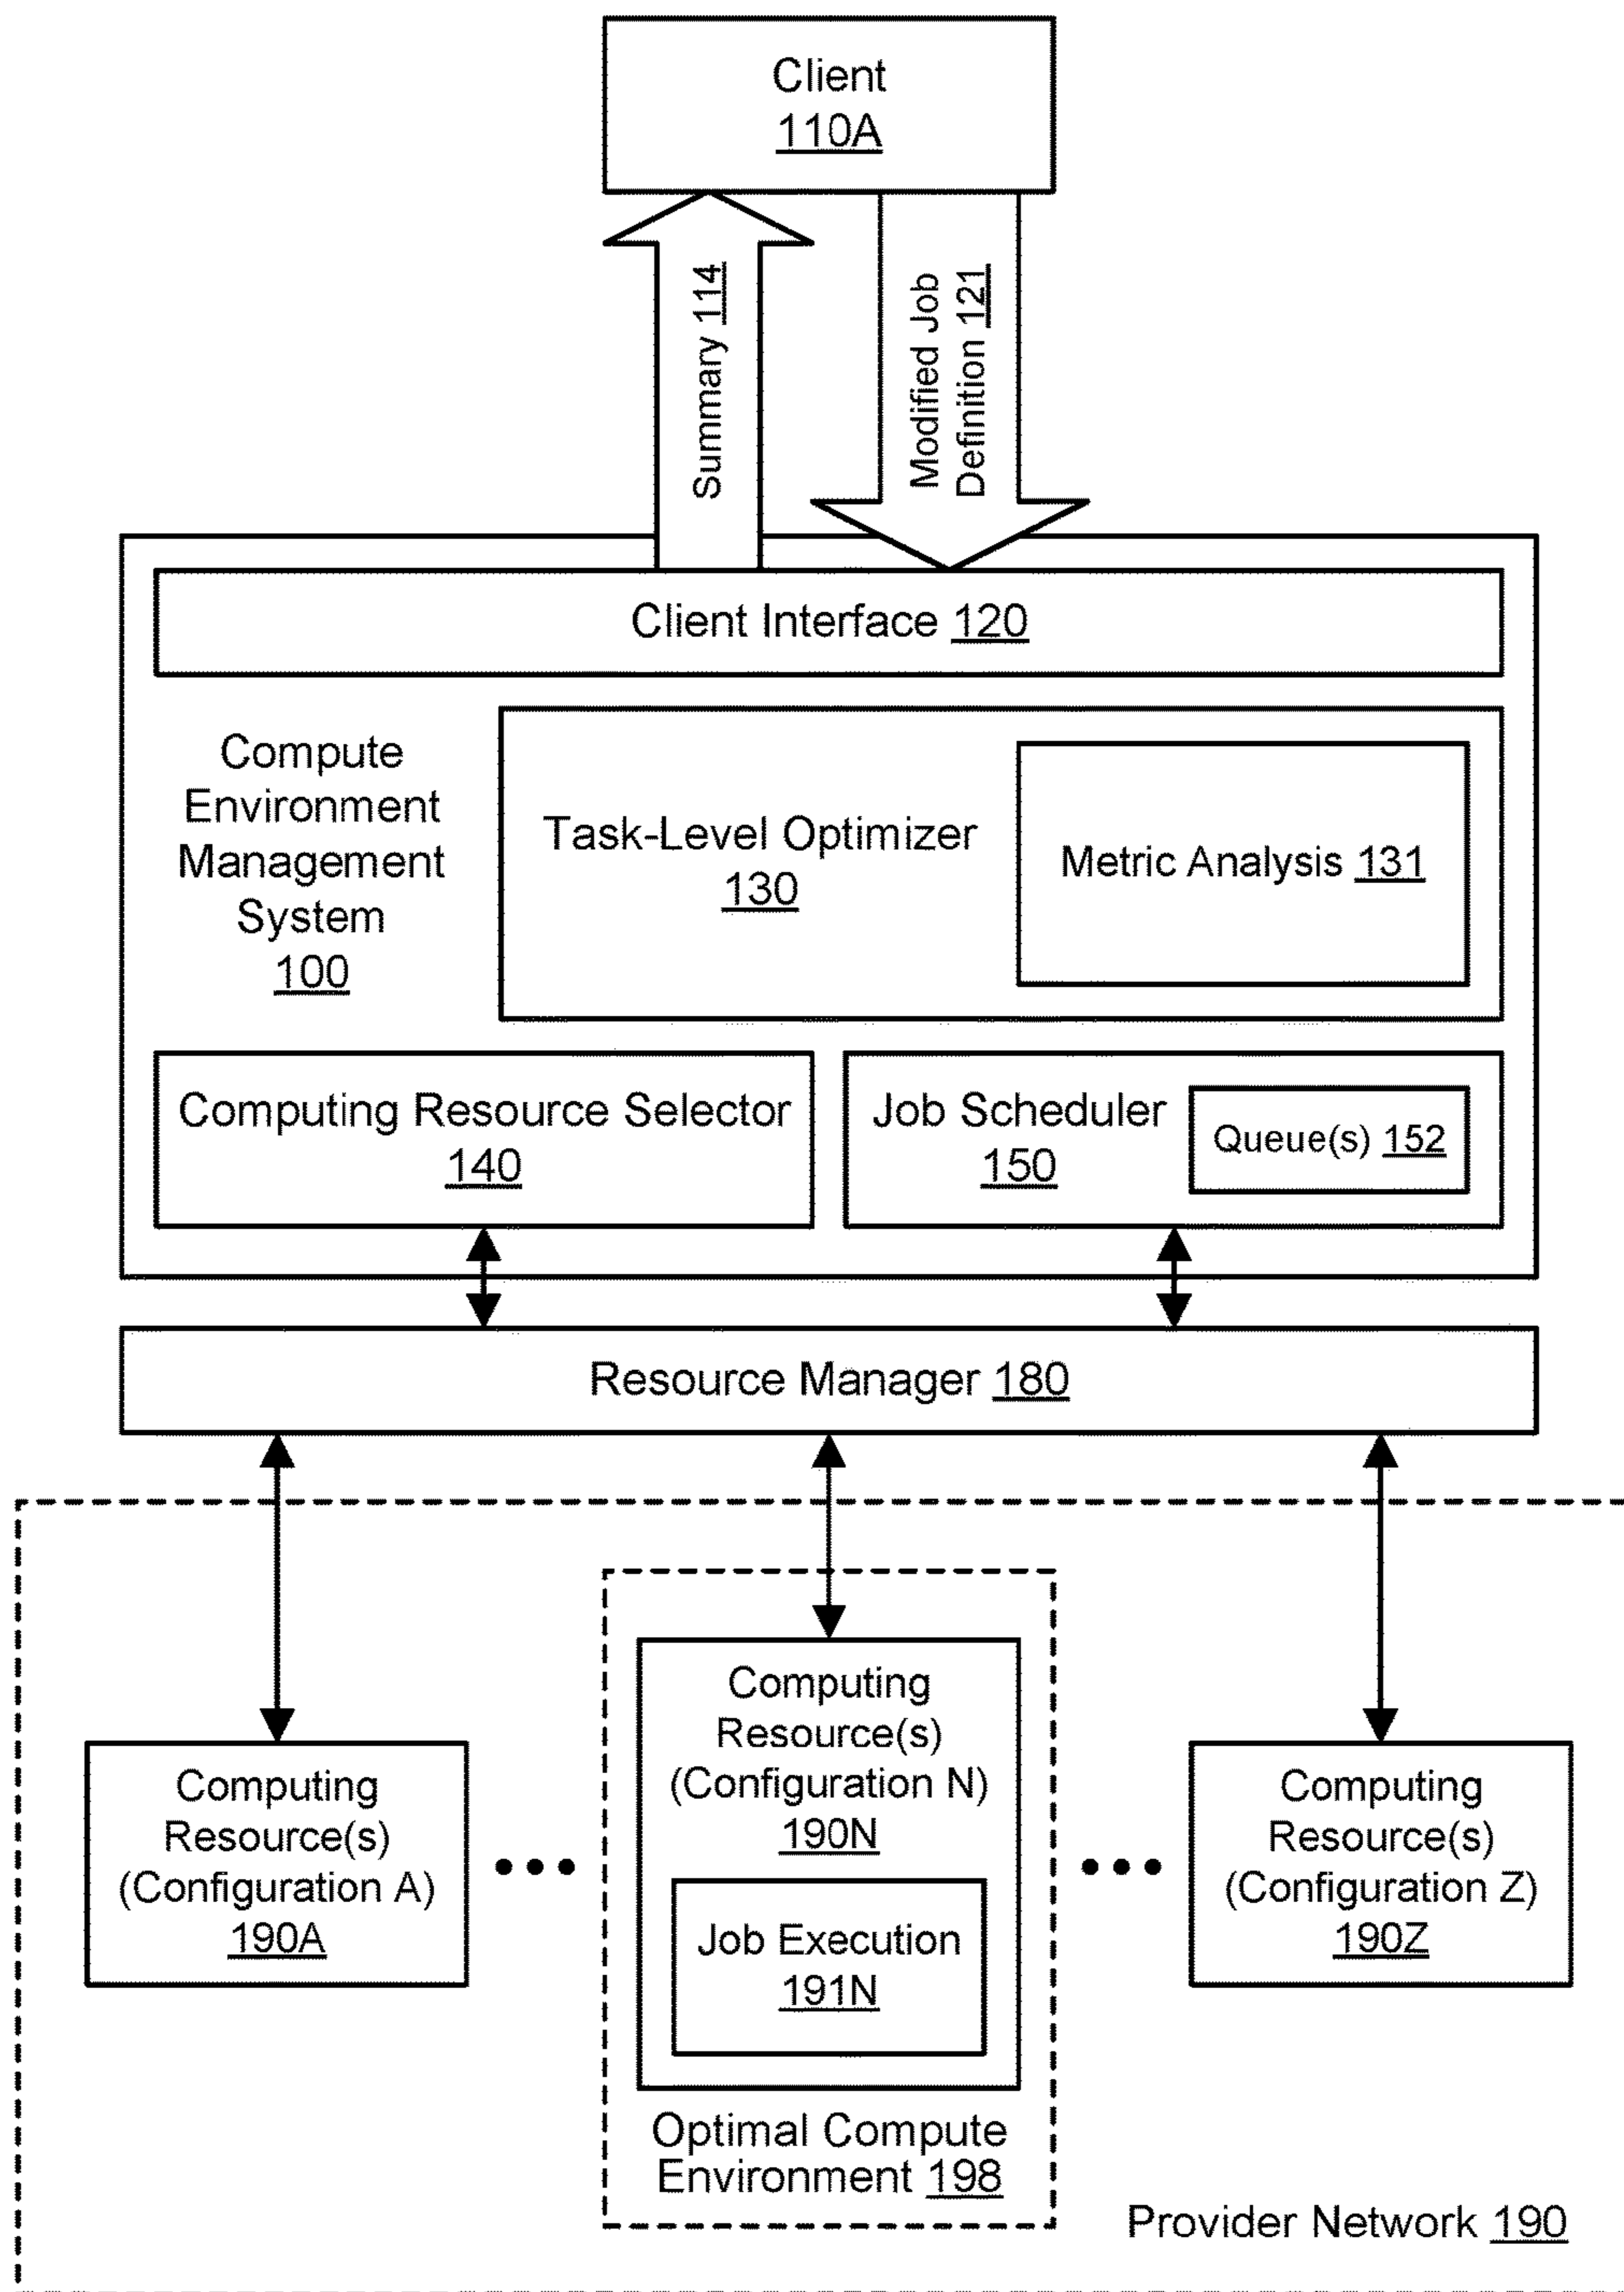 Client
110A
Summary 114
Modified Job
Definition 121
Client Interface 120
Compute
Environment
Management
System
100
Task-Level Optimizer
130
Metric Analysis 131
Computing Resource Selector
140
Job Scheduler
150
Queue(s) 152
Resource Manager 180
Computing
Resource(s)
(Configuration A)
190A
Computing
Resource(s)
(Configuration N)
190N
Job Execution
191N
Optimal Compute
Environment 198
Computing
Resource(s)
(Configuration Z)
190Z
Provider Network 190